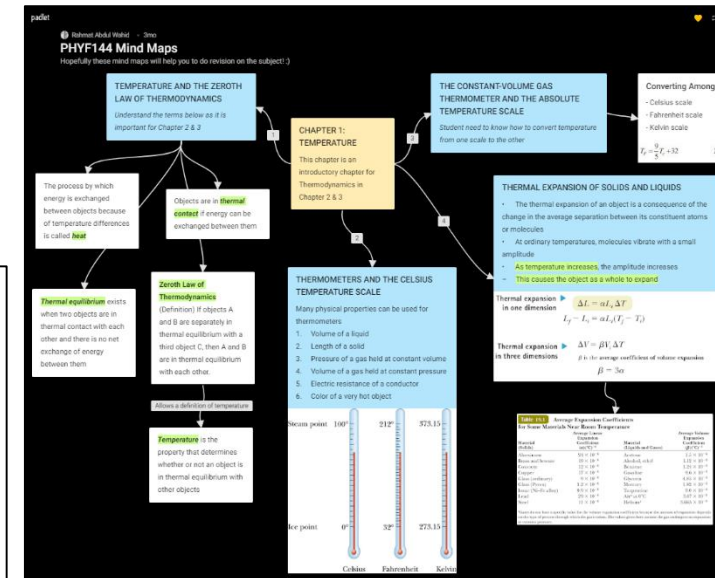 padlet
Rahmat Abdul Wahid · 3mo
PHYF144 Mind Maps
Hopefully these mind maps will help you to do revision on the subject! :)
TEMPERATURE AND THE ZEROTH
LAW OF THERMODYNAMICS
Understand the terms below as it is
important for Chapter 2 & 3
The process by which
energy is exchanged
between objects because
of temperature differences
is called heat
Objects are in thermal
contact if energy can be
exchanged between them
Thermal equilibrium exists
when two objects are in
thermal contact with each
other and there is no net
exchange of energy
between them
Zeroth Law of
Thermodynamics
(Definition) If objects A
and B are separately in
thermal equilibrium with a
third object C, then A and B
are in thermal equilibrium
with each other.
Allows a definition of temperature
Temperature is the
property that determines
whether or not an object is
in thermal equilibrium with
other objects
1
CHAPTER 1:
TEMPERATURE
This chapter is an
introductory chapter for
Thermodynamics in
Chapter 2 & 3
2
THERMOMETERS AND THE CELSIUS
TEMPERATURE SCALE
Many physical properties can be used for
thermometers
1. Volume of a liquid
2. Length of a solid
3. Pressure of a gas held at constant volume
4. Volume of a gas held at constant pressure
5. Electric resistance of a conductor
6. Color of a very hot object
Steam point 100° 212° 373.15
Ice point 0° 32° 273.15
Celsius Fahrenheit Kelvin
THE CONSTANT-VOLUME GAS
THERMOMETER AND THE ABSOLUTE
TEMPERATURE SCALE
Student need to know how to convert temperature
from one scale to the other
Converting Among
- Celsius scale
- Fahrenheit scale
- Kelvin scale
4
THERMAL EXPANSION OF SOLIDS AND LIQUIDS
• The thermal expansion of an object is a consequence of the
change in the average separation between its constituent atoms
or molecules
• At ordinary temperatures, molecules vibrate with a small
amplitude
• As temperature increases, the amplitude increases
- This causes the object as a whole to expand
Thermal expansion
in one dimension
ΔL = αLᵢ ΔT
L_f − Lᵢ = αLᵢ(T_f − Tᵢ)
Thermal expansion
in three dimensions
ΔV = βVᵢ ΔT
β is the average coefficient of volume expansion
β = 3α
Average Expansion Coefficients
for Some Materials Near Room Temperature